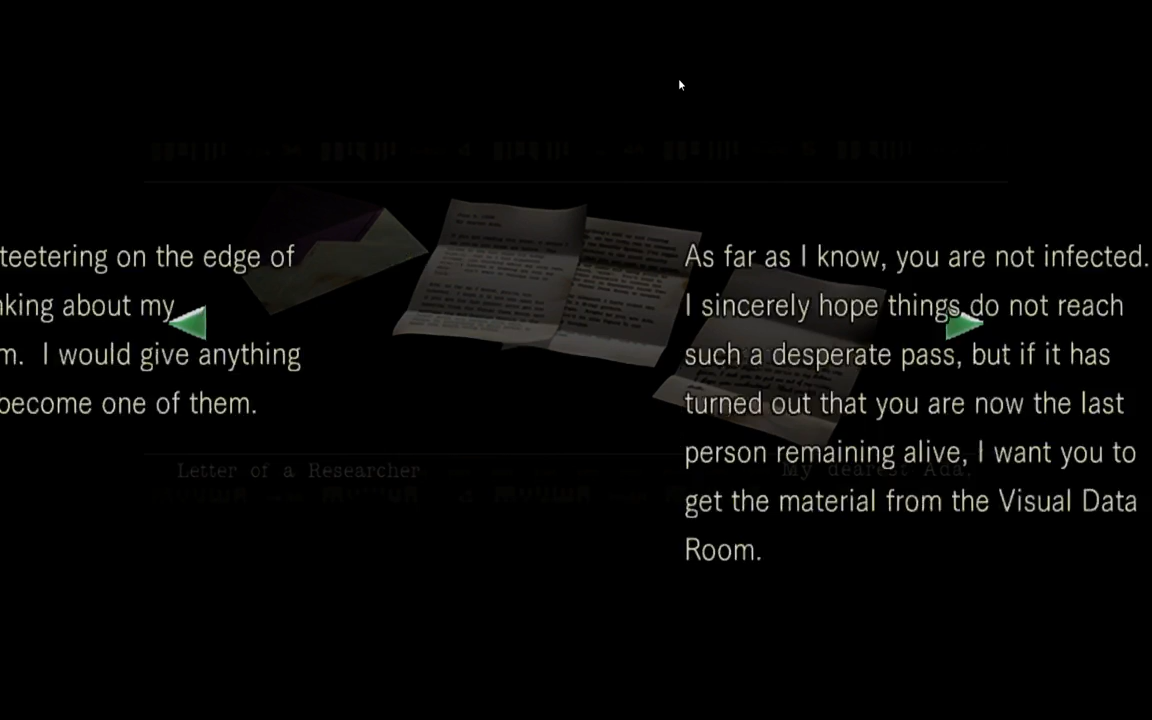 teetering on the edge of
nking about my
m. I would give anything
become one of them.
As far as I know, you are not infected.
I sincerely hope things do not reach
such a desperate pass, but if it has
turned out that you are now the last
person remaining alive, I want you to
get the material from the Visual Data
Room.
Letter of a Researcher
My dearest Ada.